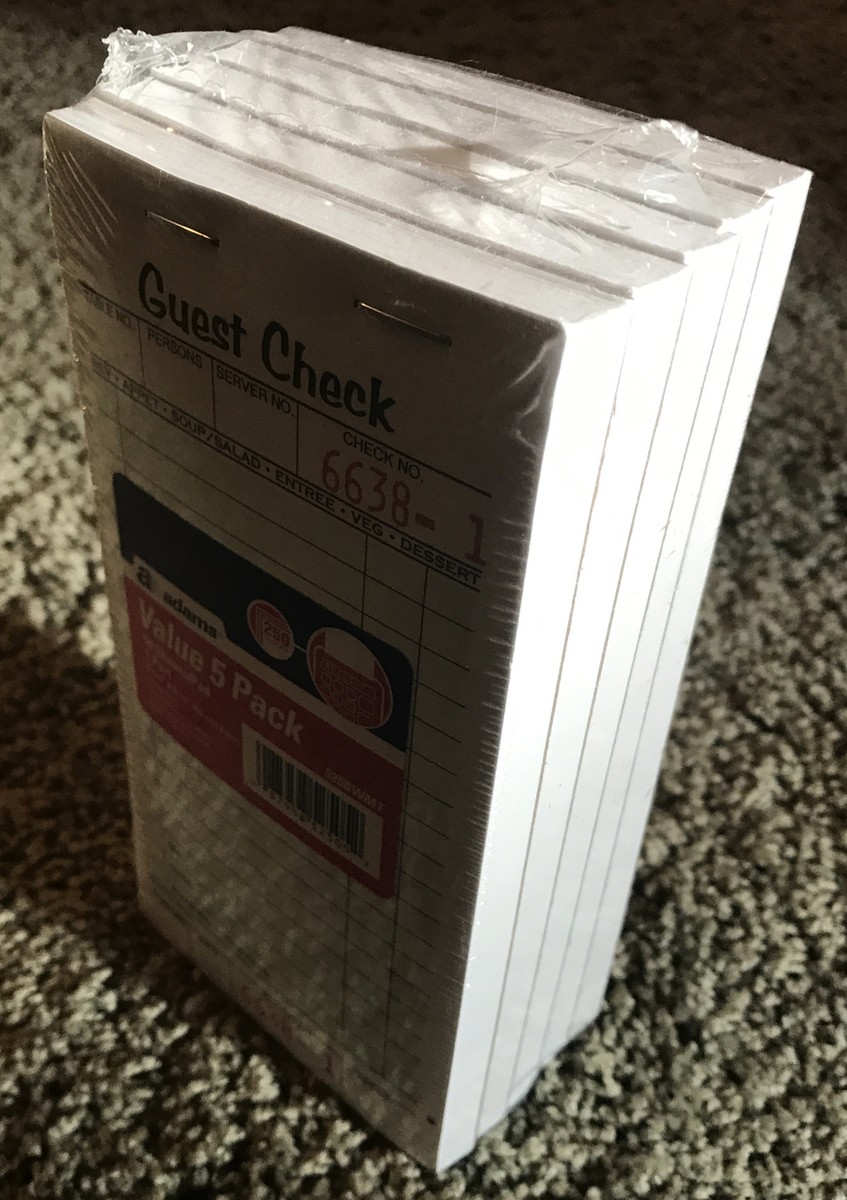 Guest Check
TABLE NO. PERSONS SERVER NO. CHECK NO.
6638- 1
APPET • SOUP/SALAD • ENTREE • VEG • DESSERT
a adams
250
Value 5 Pack
525SWMT